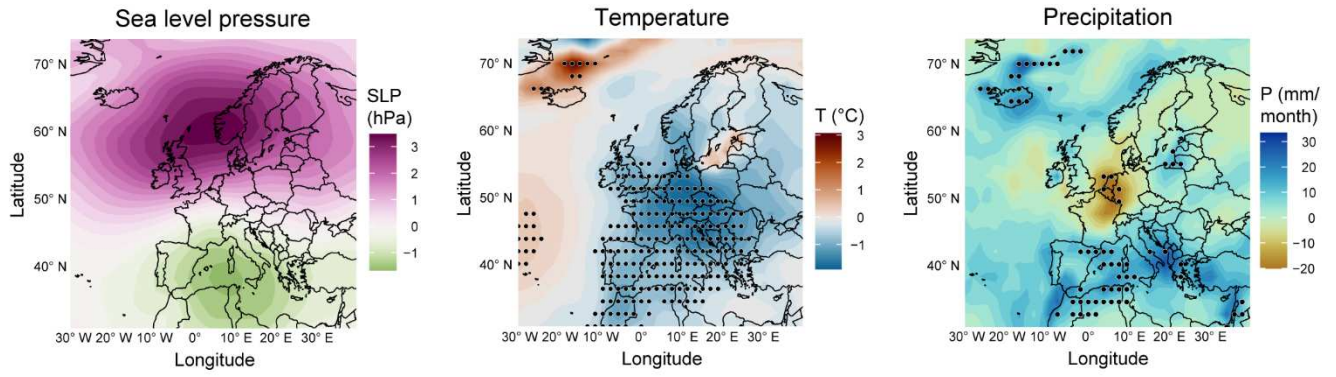 Sea level pressure
70° N
60° N
50° N
40° N
Latitude
30° W 20° W 10° W 0° 10° E 20° E 30° E
Longitude
SLP
(hPa)
3
2
1
0
−1
Temperature
70° N
60° N
50° N
40° N
Latitude
30° W 20° W 10° W 0° 10° E 20° E 30° E
Longitude
T (°C)
3
2
1
0
−1
Precipitation
70° N
60° N
50° N
40° N
Latitude
30° W 20° W 10° W 0° 10° E 20° E 30° E
Longitude
P (mm/
month)
30
20
10
0
−10
−20